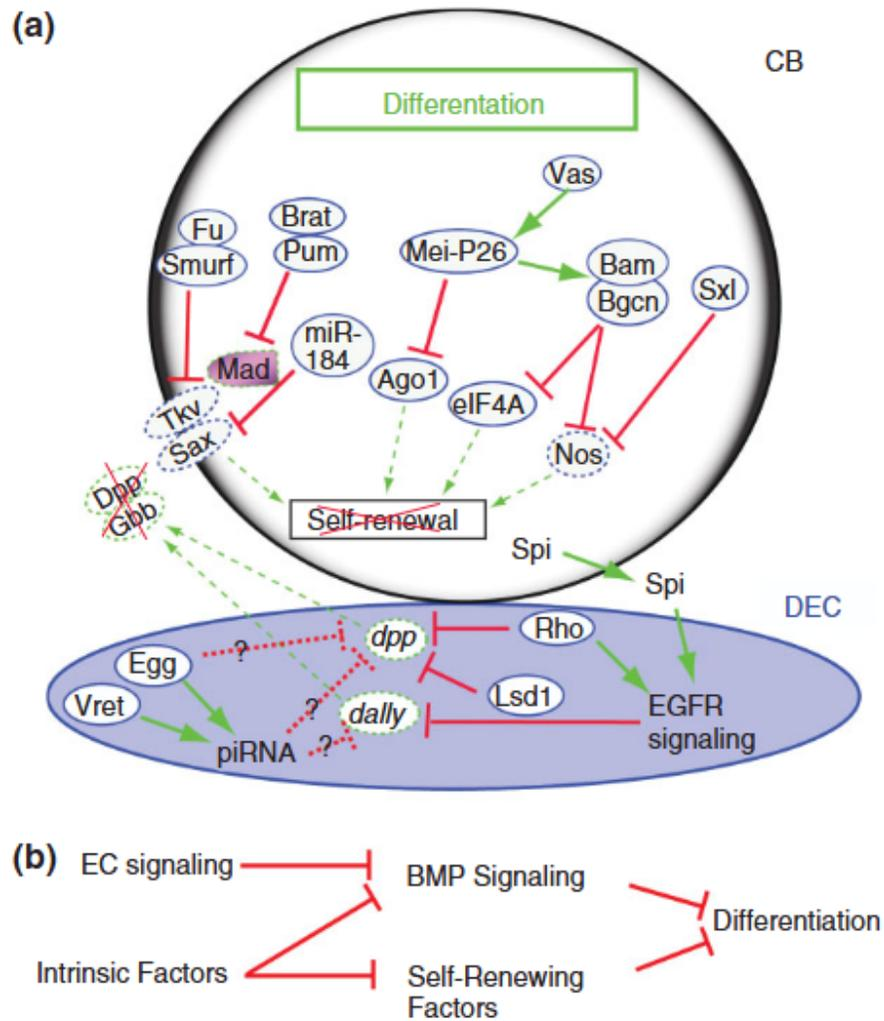 (a)
CB
Differentation
Vas
Fu
Smurf
Brat
Pum
Mei-P26
Bam
Bgcn
Sxl
miR-
184
Mad
Ago1
eIF4A
Tkv
Sax
Nos
Dpp
Gbb
Self-renewal
Spi
Spi
DEC
dpp
Rho
?
Egg
Vret
?
dally
Lsd1
EGFR
signaling
piRNA
?
(b)
EC signaling
BMP Signaling
Differentiation
Intrinsic Factors
Self-Renewing
Factors